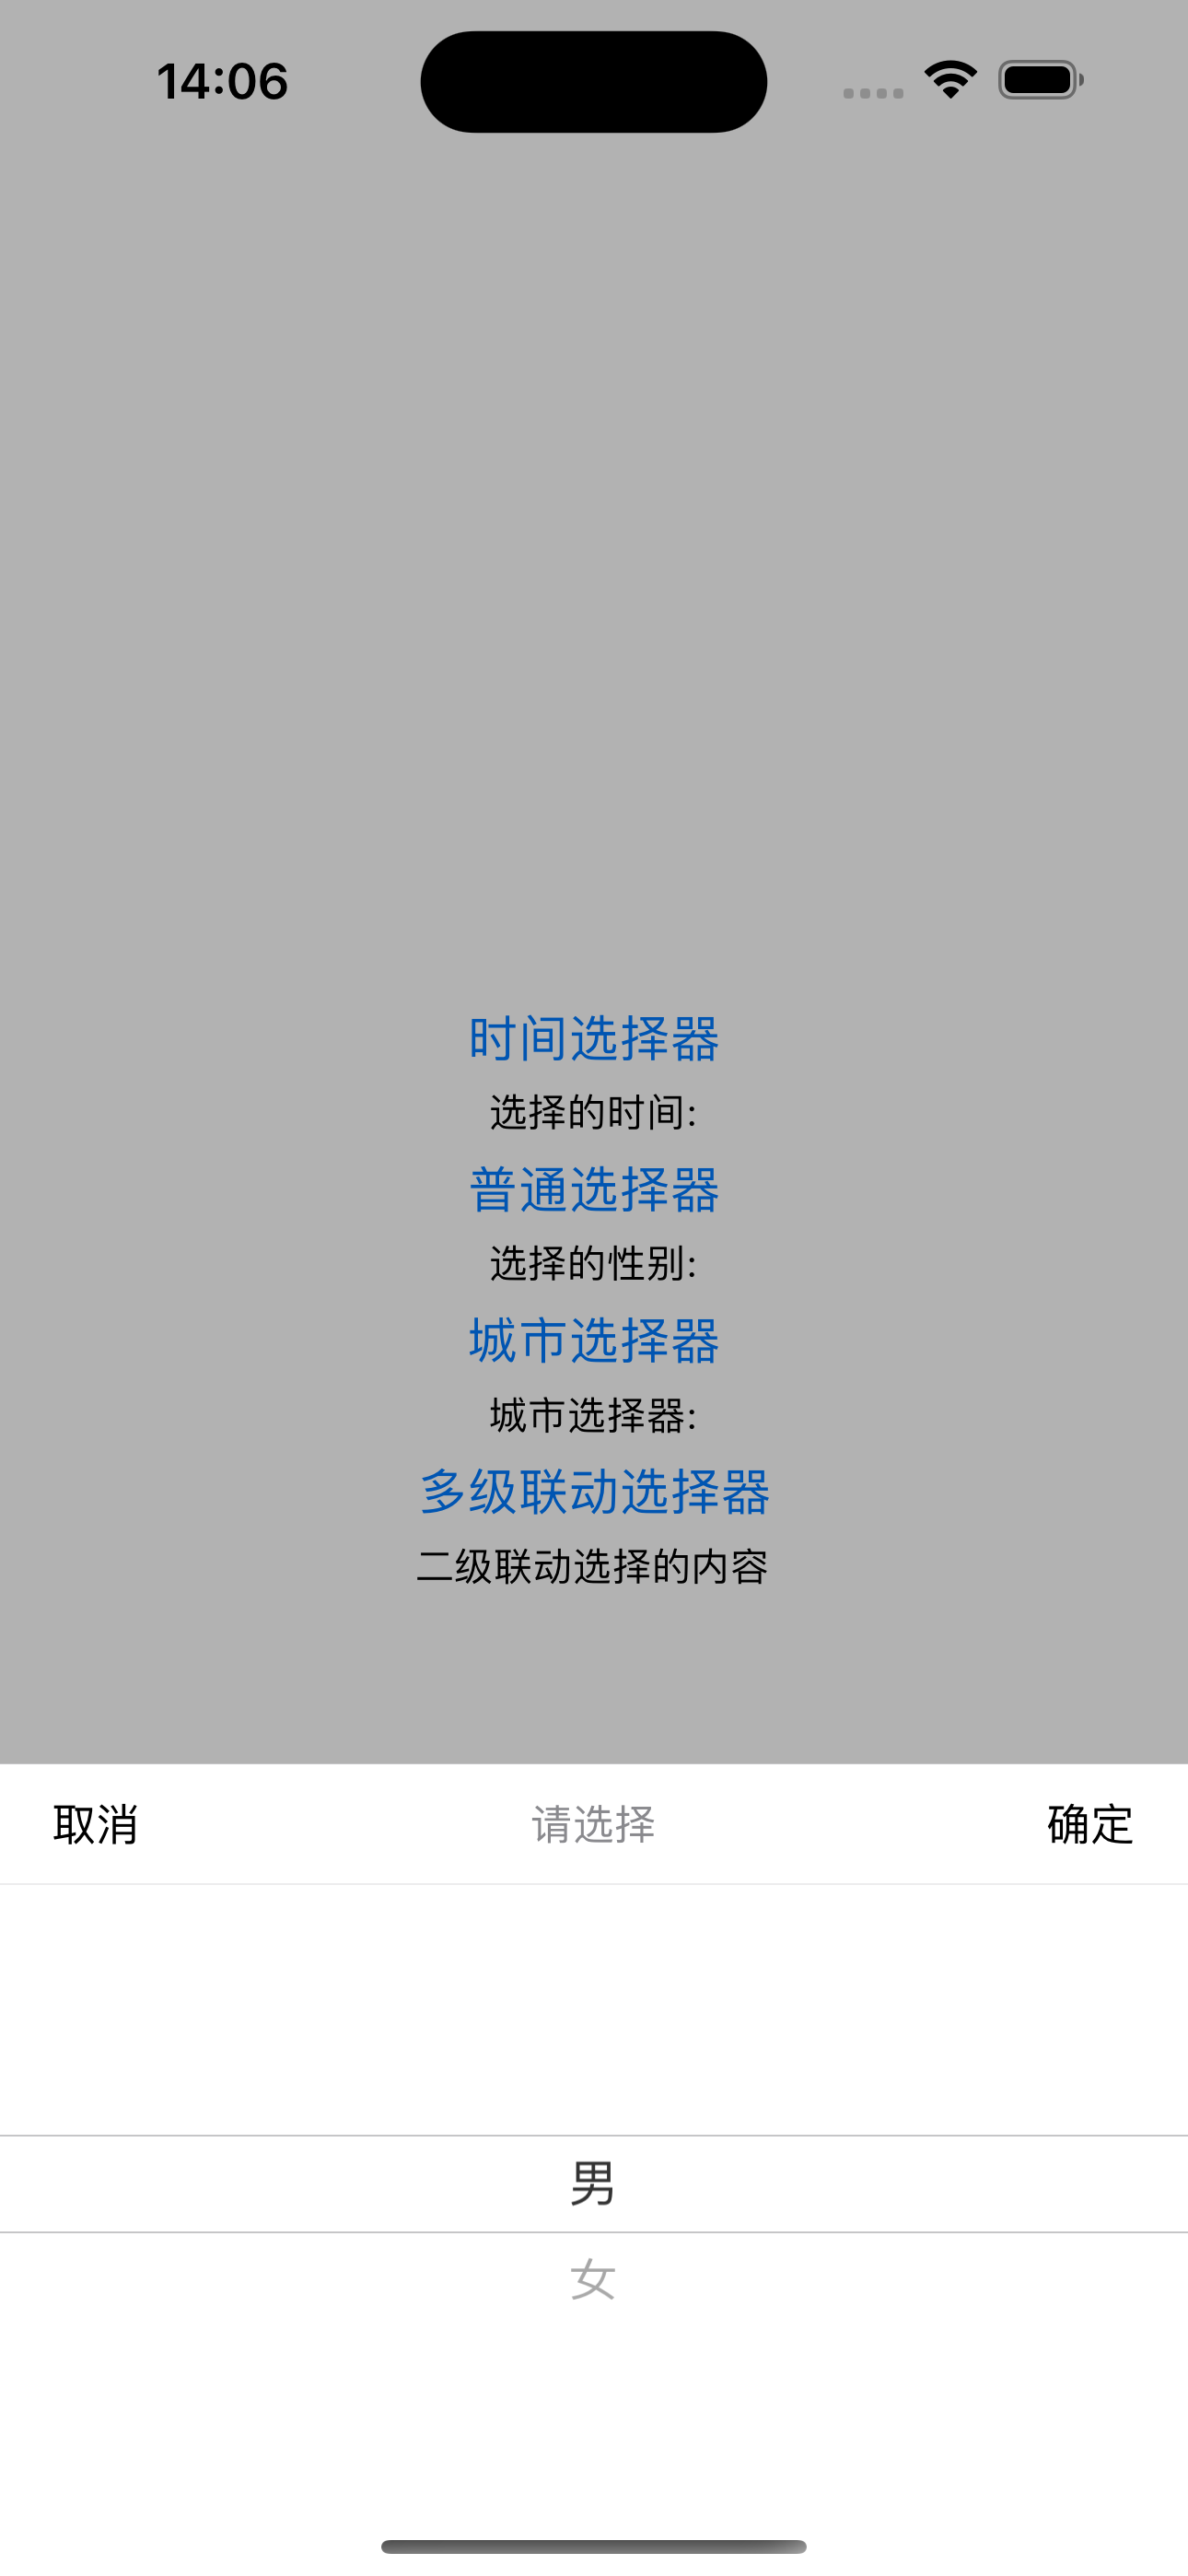 14:06
时间选择器
选择的时间:
普通选择器
选择的性别:
城市选择器
城市选择器:
多级联动选择器
二级联动选择的内容
取消 请选择 确定
男
女